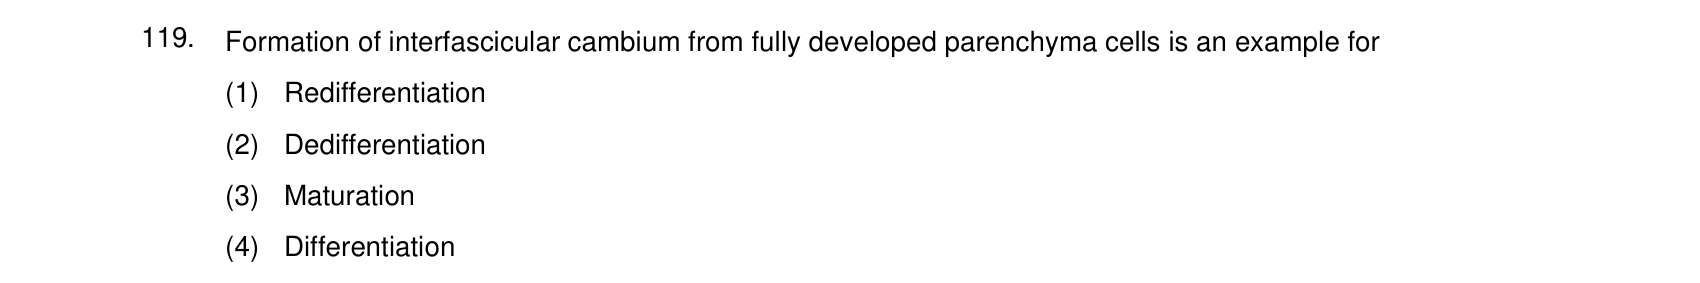 119. Formation of interfascicular cambium from fully developed parenchyma cells is an example for
(1) Redifferentiation
(2) Dedifferentiation
(3) Maturation
(4) Differentiation